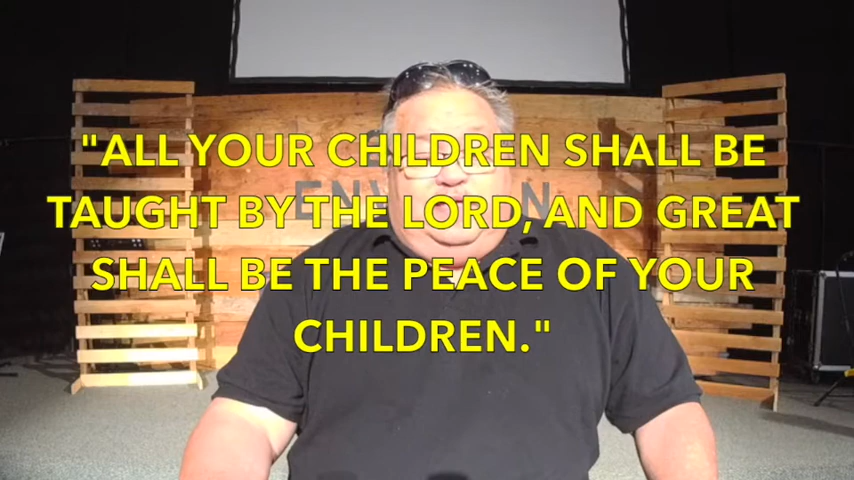 "ALL YOUR CHILDREN SHALL BE
TAUGHT BY THE LORD, AND GREAT
SHALL BE THE PEACE OF YOUR
CHILDREN."